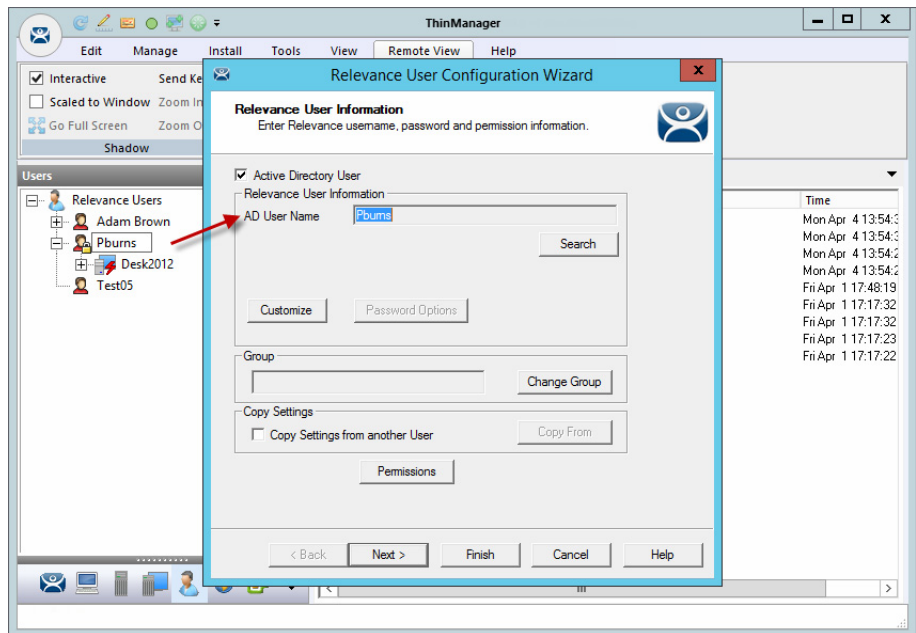 ThinManager
Edit Manage Install Tools View Remote View Help
Interactive Send Ke
Scaled to Window Zoom In
Go Full Screen Zoom O
Shadow
Users
Relevance Users
Adam Brown
Pburns
Desk2012
Test05
Relevance User Configuration Wizard
x
Relevance User Information
Enter Relevance username, password and permission information.
Active Directory User
Relevance User Information
AD User Name Pburns
Search
Customize Password Options
Group
Change Group
Copy Settings
Copy Settings from another User Copy From
Permissions
< Back Next > Finish Cancel Help
Time
Mon Apr 4 13:54:3
Mon Apr 4 13:54:3
Mon Apr 4 13:54:2
Mon Apr 4 13:54:2
Fri Apr 1 17:48:19
Fri Apr 1 17:17:32
Fri Apr 1 17:17:32
Fri Apr 1 17:17:23
Fri Apr 1 17:17:22